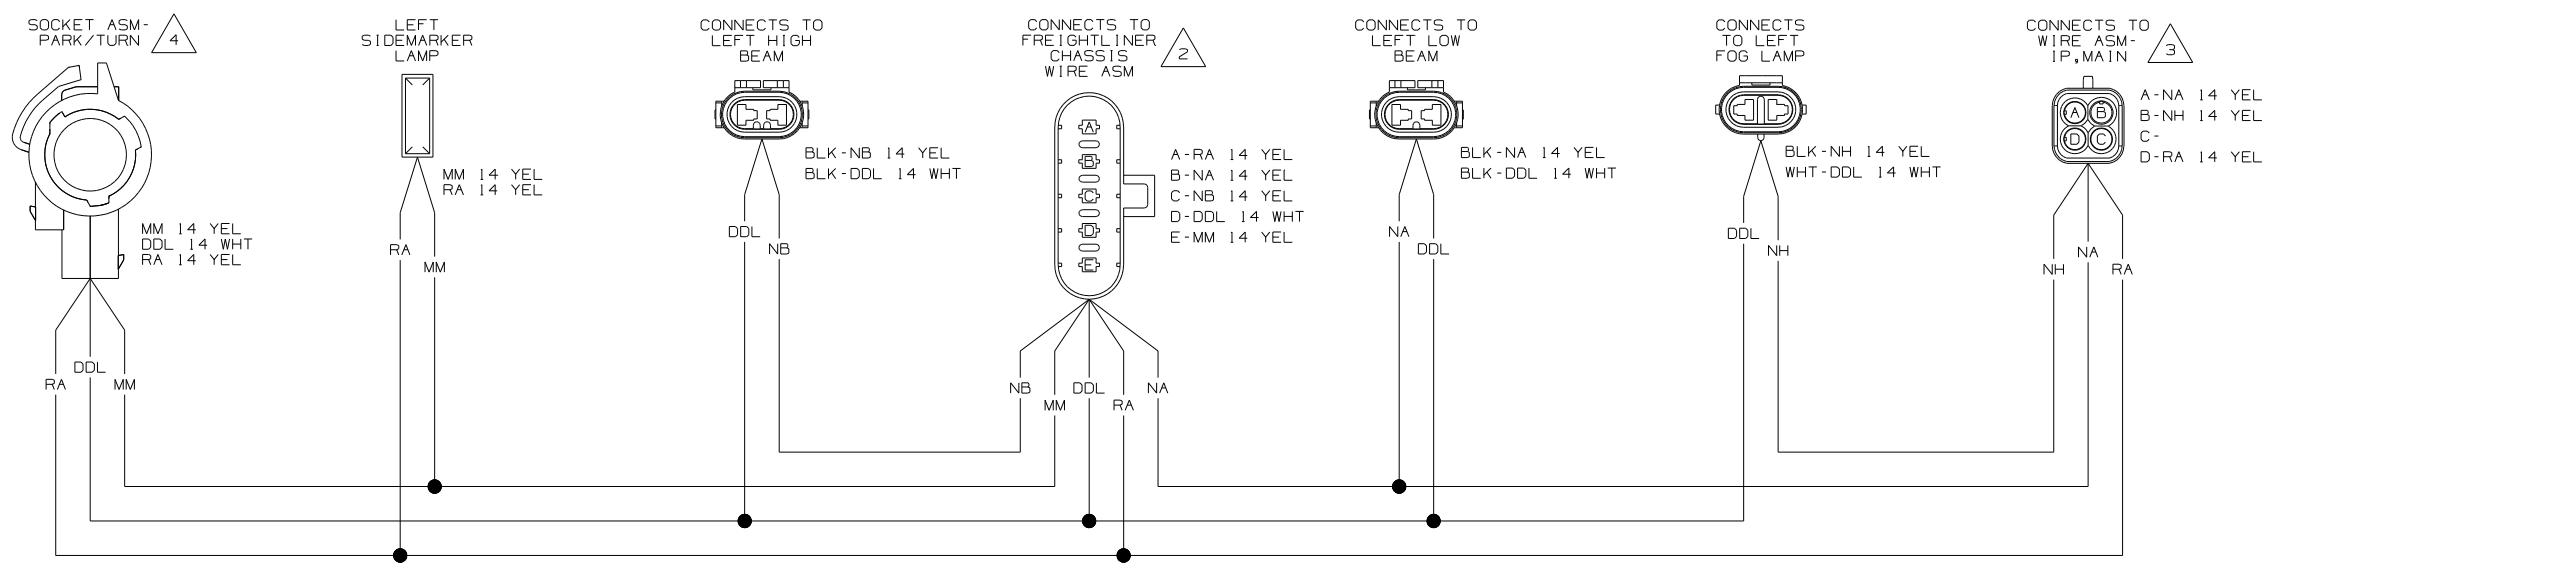 SOCKET ASM-
PARK/TURN
4
LEFT
SIDEMARKER
LAMP
CONNECTS TO
LEFT HIGH
BEAM
CONNECTS TO
FREIGHTLINER
CHASSIS
WIRE ASM
2
CONNECTS TO
LEFT LOW
BEAM
CONNECTS
TO LEFT
FOG LAMP
CONNECTS TO
WIRE ASM-
IP,MAIN
3
MM 14 YEL
DDL 14 WHT
RA 14 YEL
MM 14 YEL
RA 14 YEL
BLK-NB 14 YEL
BLK-DDL 14 WHT
A
B
C
D
E
A-RA 14 YEL
B-NA 14 YEL
C-NB 14 YEL
D-DDL 14 WHT
E-MM 14 YEL
BLK-NA 14 YEL
BLK-DDL 14 WHT
BLK-NH 14 YEL
WHT-DDL 14 WHT
A B
D C
A-NA 14 YEL
B-NH 14 YEL
C-
D-RA 14 YEL
RA
DDL
MM
RA
MM
DDL
NB
NB
MM
DDL
RA
NA
NA
DDL
DDL
NH
NH
NA
RA